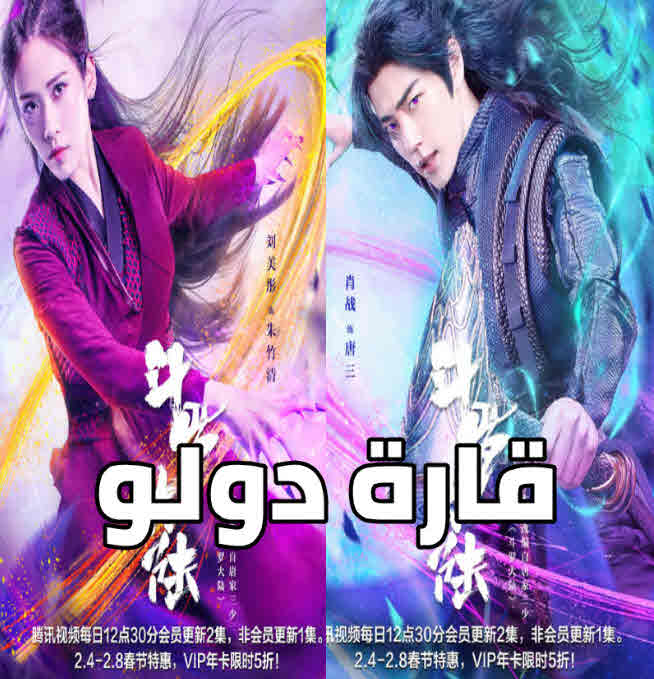 刘美彤 饰 朱竹清
肖战 饰 唐三
قارة دولو
腾讯视频每日12点30分会员更新2集，非会员更新1集。
2.4-2.8春节特惠，VIP年卡限时5折！
讯视频每日12点30分会员更新2集，非会员更新1集。
2.4-2.8春节特惠，VIP年卡限时5折！